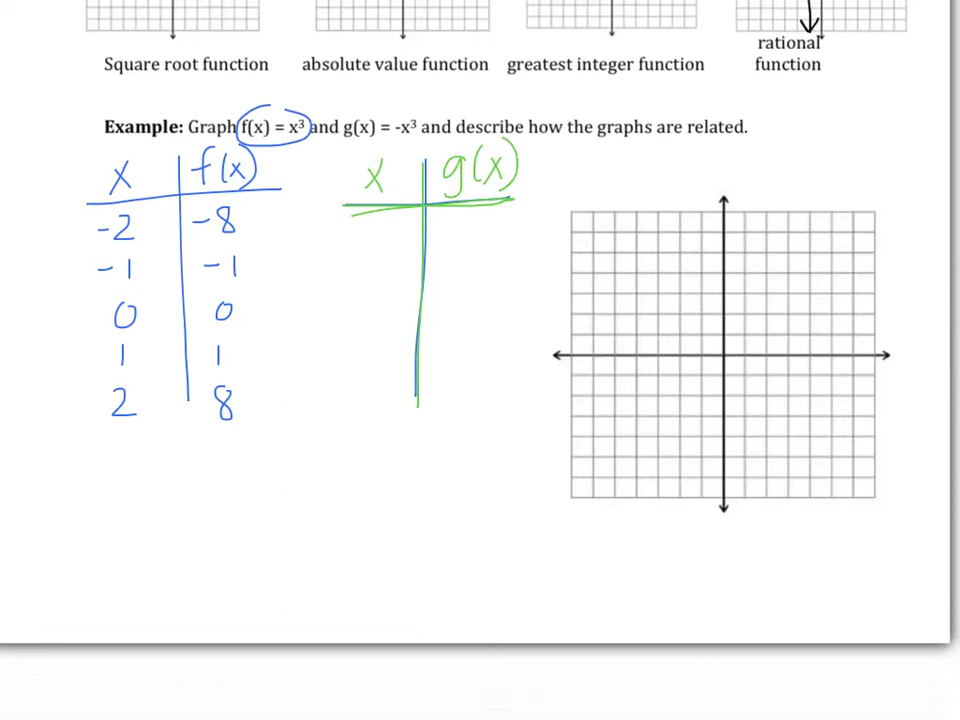 Square root function absolute value function greatest integer function rational function
Example: Graph f(x) = x³ and g(x) = -x³ and describe how the graphs are related.
x f(x) x g(x)
-2 -8
-1 -1
0 0
1 1
2 8